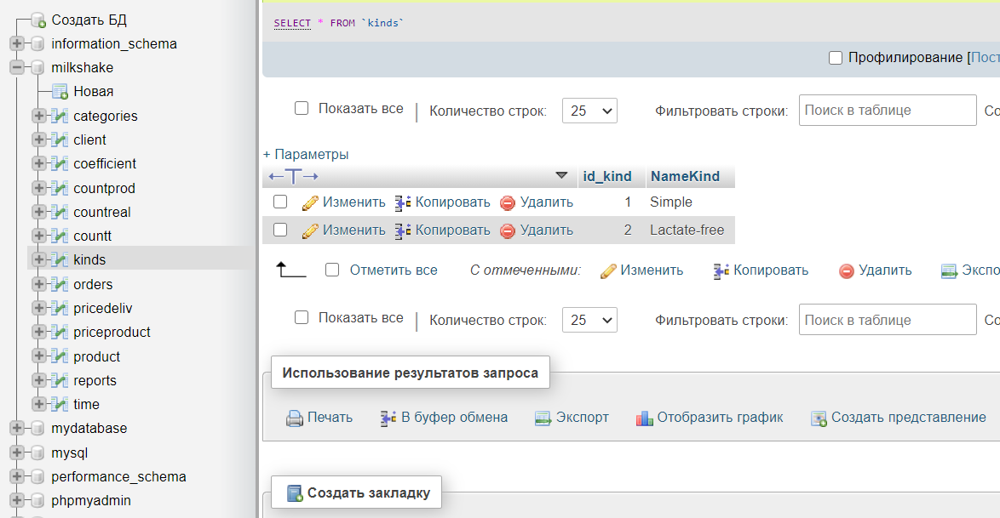 Создать БД
information_schema
milkshake
Новая
categories
client
coefficient
countprod
countreal
countt
kinds
orders
pricedeliv
priceproduct
product
reports
time
mydatabase
mysql
performance_schema
phpmyadmin
SELECT * FROM `kinds`
Профилирование [Пост
Показать все | Количество строк: 25 Фильтровать строки: Поиск в таблице Со
+ Параметры
←T→ id_kind NameKind
Изменить Копировать Удалить 1 Simple
Изменить Копировать Удалить 2 Lactate-free
Отметить все С отмеченными: Изменить Копировать Удалить Экспо
Показать все | Количество строк: 25 Фильтровать строки: Поиск в таблице Со
Использование результатов запроса
Печать В буфер обмена Экспорт Отобразить график Создать представление
Создать закладку